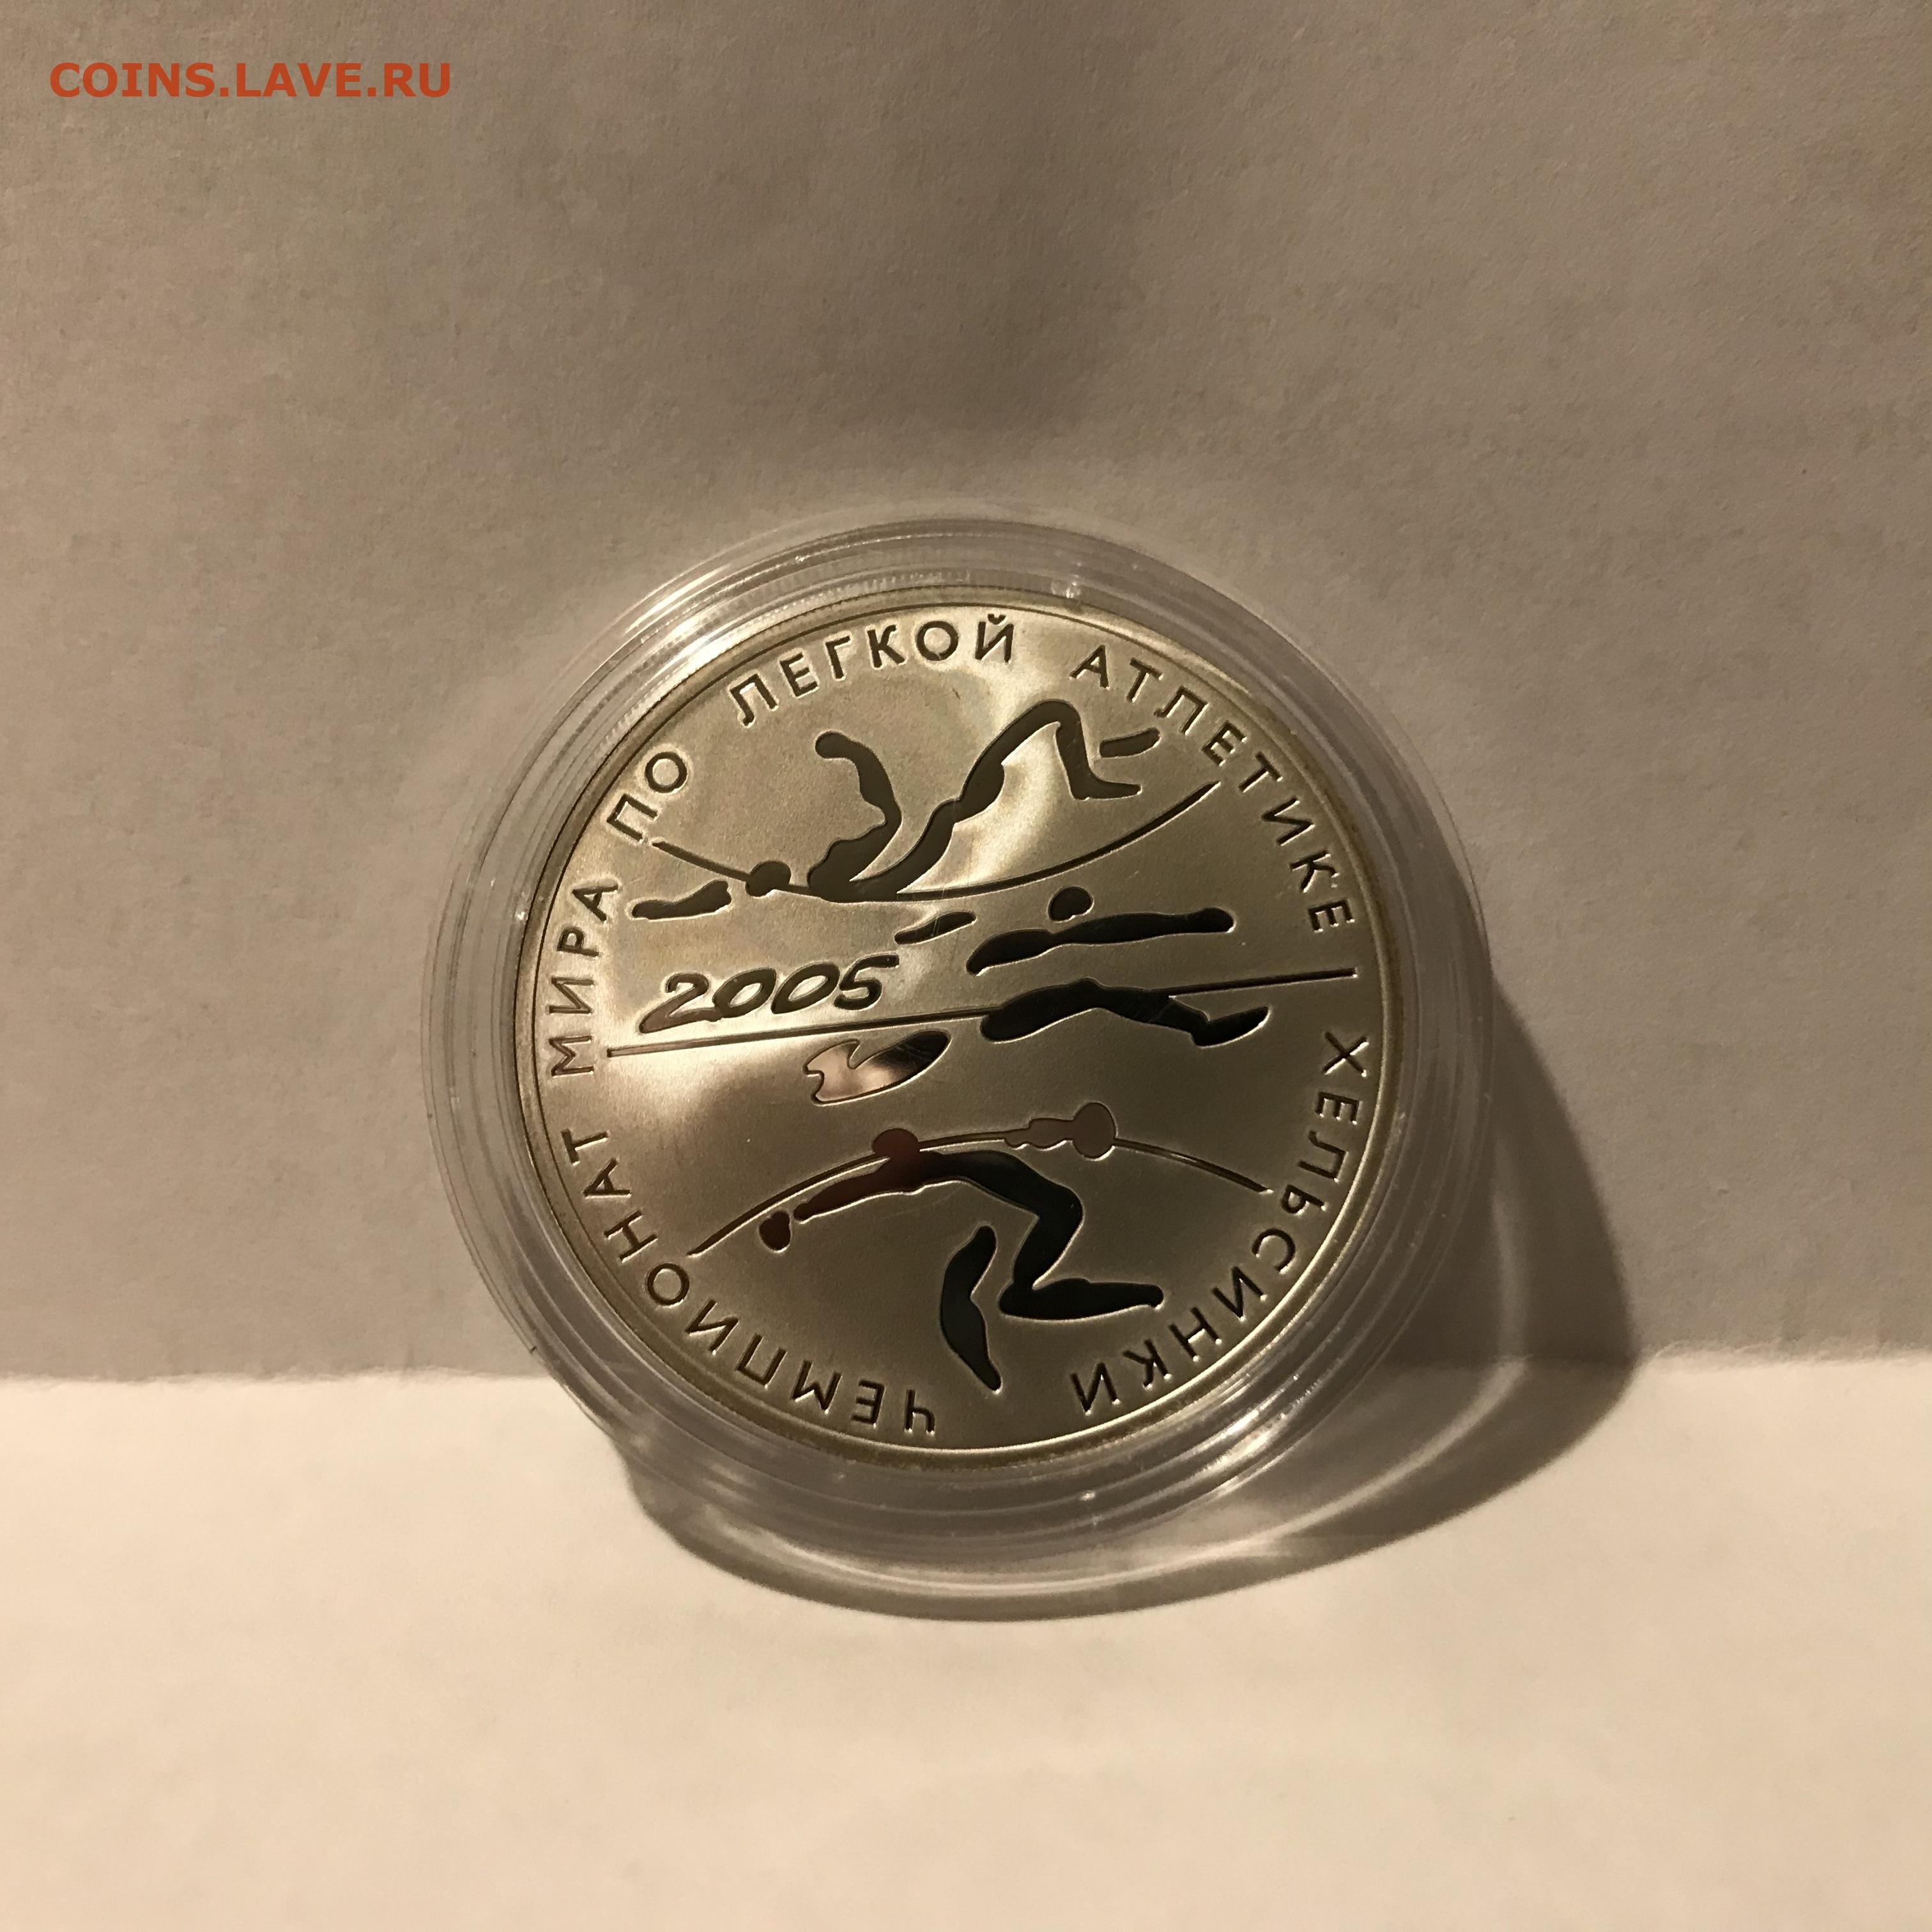 COINS.LAVE.RU
ЧЕМПИОНАТ МИРА ПО ЛЕГКОЙ АТЛЕТИКЕ ХЕЛЬСИНКИ
2005